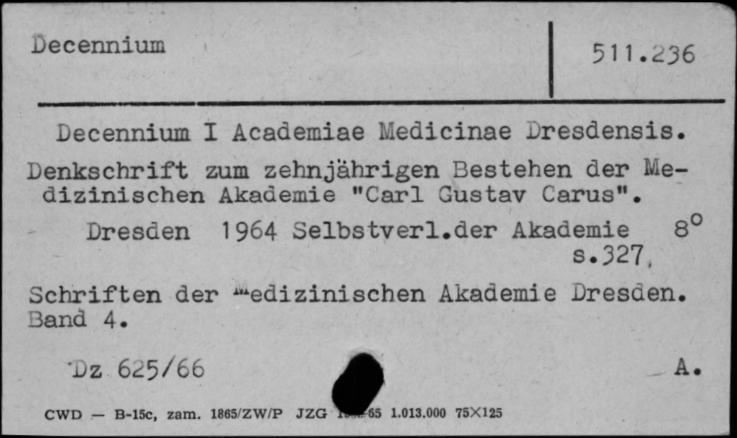 Decennium
511.236
Decennium I Academiae Medicinae Dresdensis.
Denkschrift zum zehnjährigen Bestehen der Me-
dizinischen Akademie "Carl Gustav Carus".
Dresden 1964 Selbstverl.der Akademie 8°
s.327,
Schriften der Medizinischen Akademie Dresden.
Band 4.
Dz 625/66 A.
CWD — B-15c, zam. 1865/ZW/P JZG 65 1.013.000 75×125